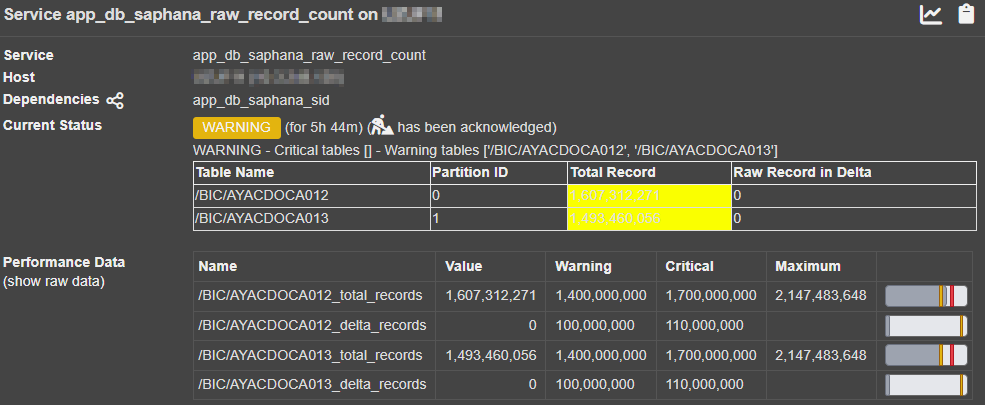 Service app_db_saphana_raw_record_count on
Service app_db_saphana_raw_record_count
Host
Dependencies app_db_saphana_sid
Current Status WARNING (for 5h 44m) ( has been acknowledged)
WARNING - Critical tables [] - Warning tables ['/BIC/AYACDOCA012', '/BIC/AYACDOCA013']
Table Name Partition ID Total Record Raw Record in Delta
/BIC/AYACDOCA012 0 1,607,312,271 0
/BIC/AYACDOCA013 1 1,493,460,056 0
Performance Data
(show raw data)
Name Value Warning Critical Maximum
/BIC/AYACDOCA012_total_records 1,607,312,271 1,400,000,000 1,700,000,000 2,147,483,648
/BIC/AYACDOCA012_delta_records 0 100,000,000 110,000,000
/BIC/AYACDOCA013_total_records 1,493,460,056 1,400,000,000 1,700,000,000 2,147,483,648
/BIC/AYACDOCA013_delta_records 0 100,000,000 110,000,000